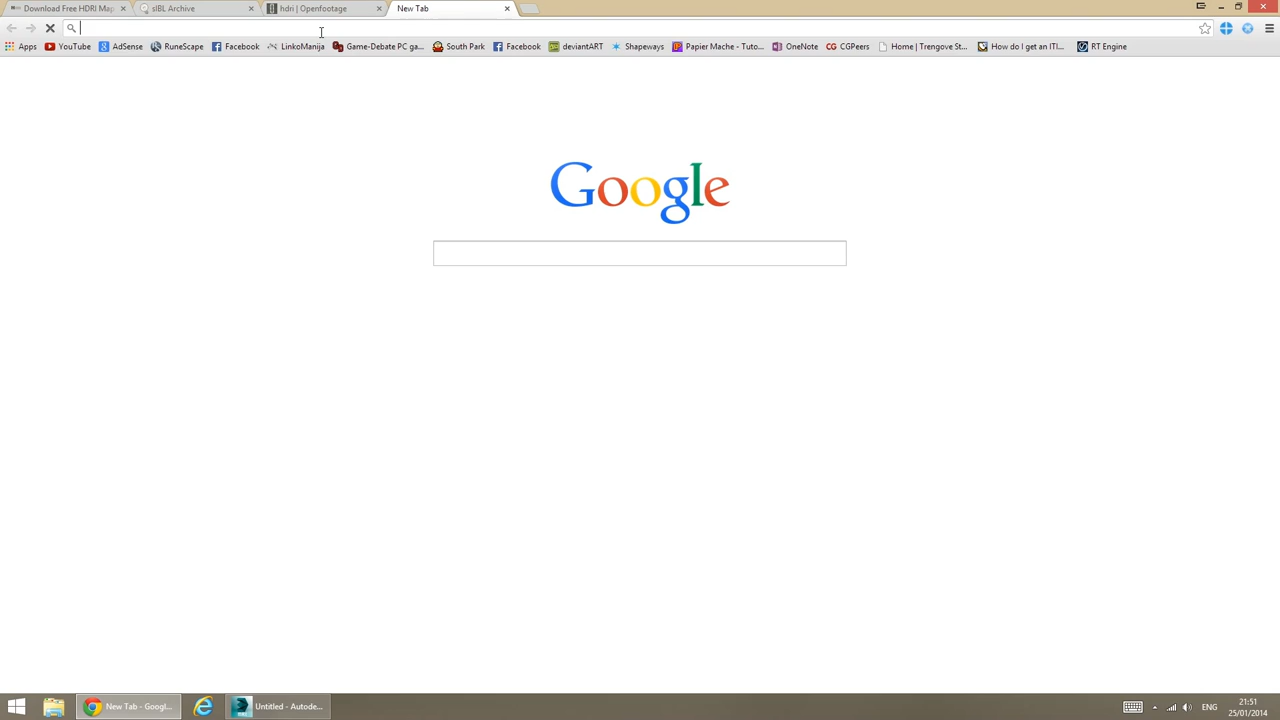 Download Free HDRI Map
sIBL Archive
hdri | Openfootage
New Tab
Apps
YouTube
AdSense
RuneScape
Facebook
LinkoManija
Game-Debate PC ga...
South Park
Facebook
deviantART
Shapeways
Papier Mache - Tuto...
OneNote
CG CGPeers
Home | Trengove St...
How do I get an ITI...
RT Engine
Google
New Tab - Googl...
Untitled - Autode...
ENG
21:51
25/01/2014